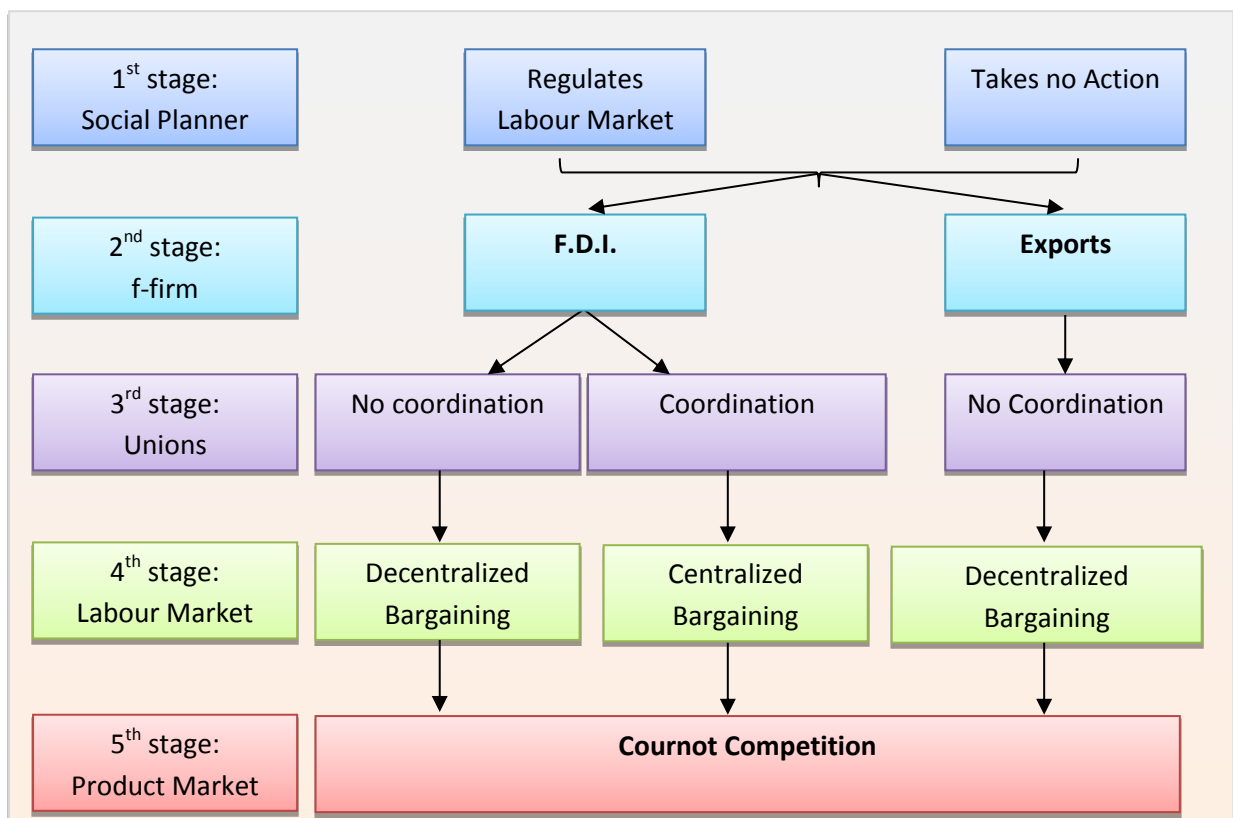 1st stage:
Social Planner
Regulates
Labour Market
Takes no Action
2nd stage:
f-firm
F.D.I.
Exports
3rd stage:
Unions
No coordination
Coordination
No Coordination
4th stage:
Labour Market
Decentralized
Bargaining
Centralized
Bargaining
Decentralized
Bargaining
5th stage:
Product Market
Cournot Competition